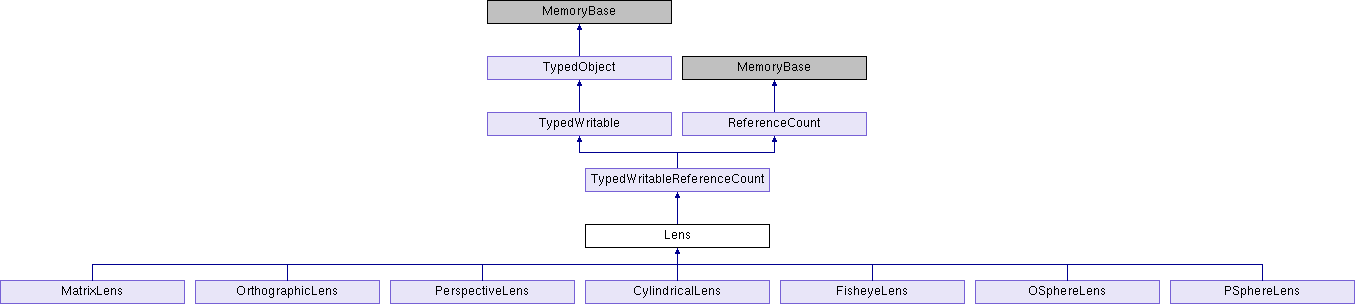 MemoryBase
TypedObject
MemoryBase
TypedWritable
ReferenceCount
TypedWritableReferenceCount
Lens
MatrixLens
OrthographicLens
PerspectiveLens
CylindricalLens
FisheyeLens
OSphereLens
PSphereLens